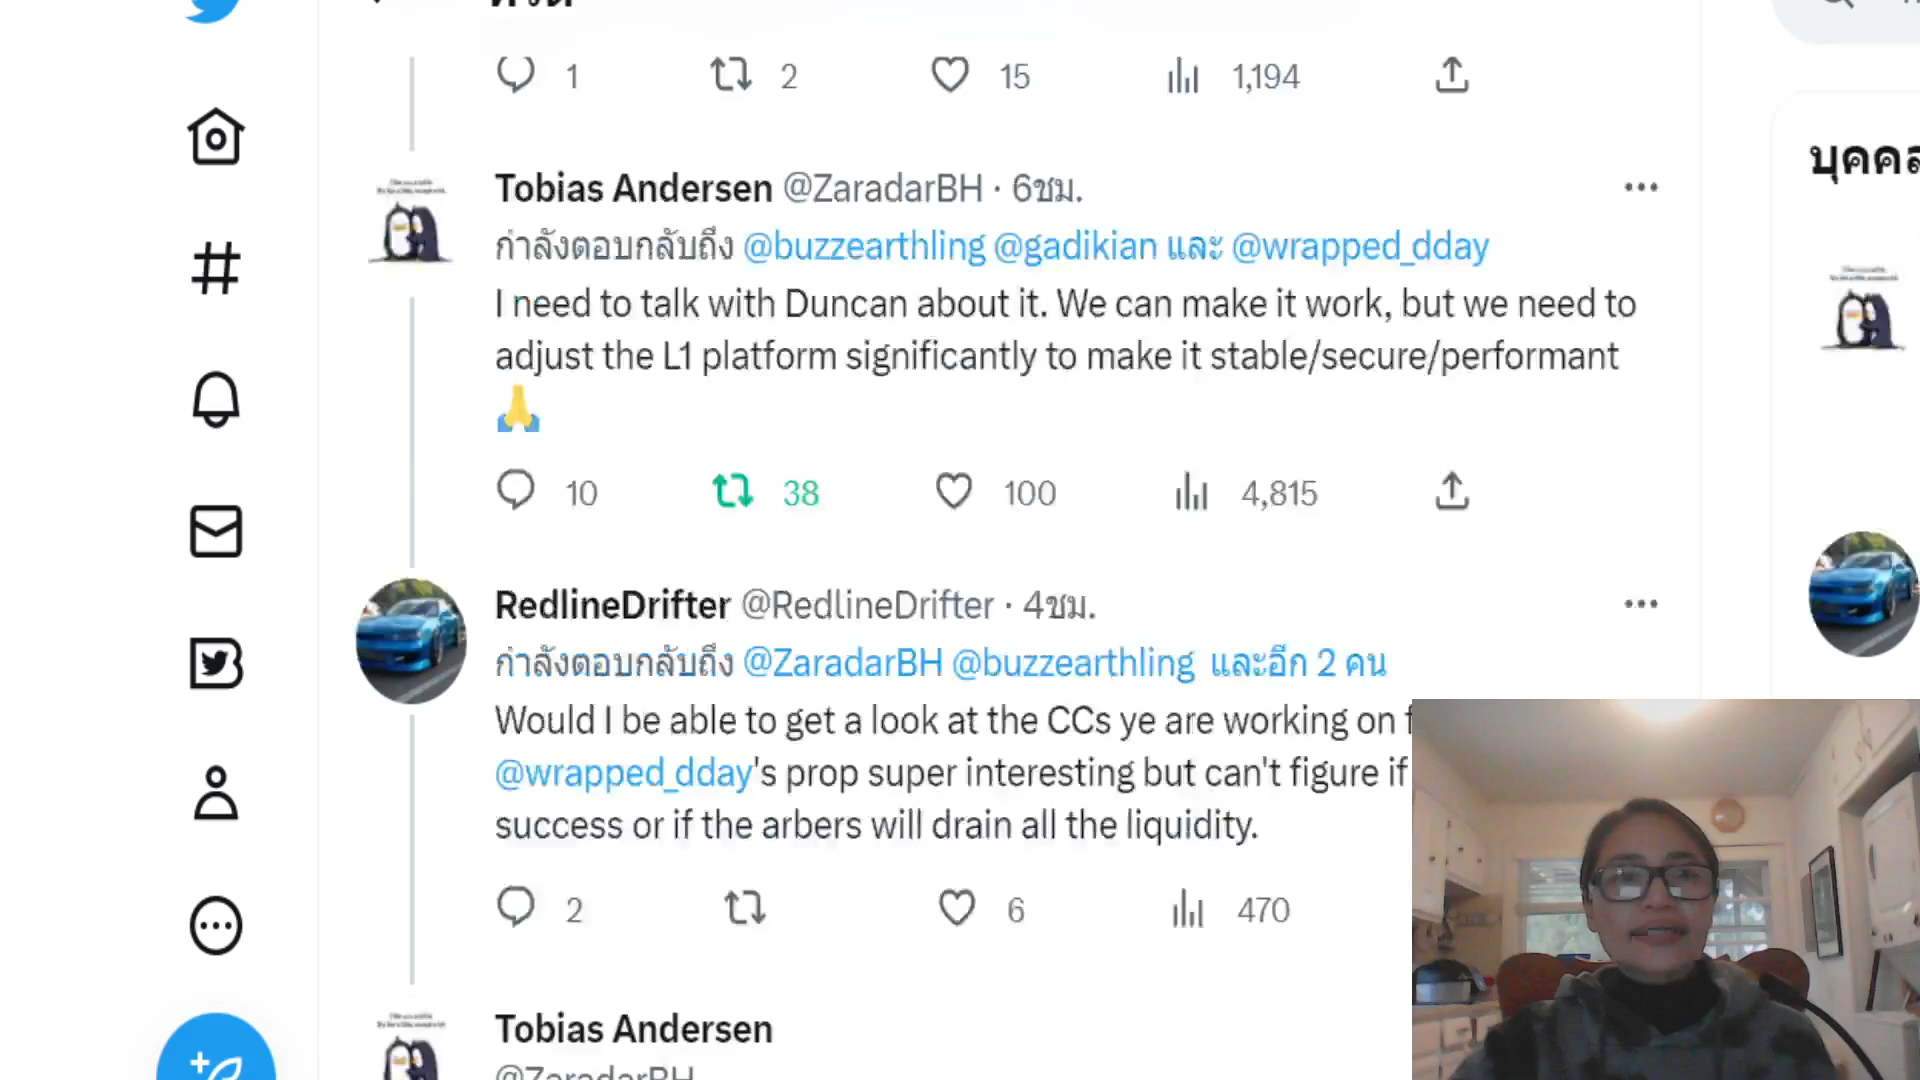 1 2 15 1,194
Tobias Andersen @ZaradarBH · 6ชม.
กำลังตอบกลับถึง @buzzearthling @gadikian และ @wrapped_dday
I need to talk with Duncan about it. We can make it work, but we need to
adjust the L1 platform significantly to make it stable/secure/performant
🙏
10 38 100 4,815
RedlineDrifter @RedlineDrifter · 4ชม.
กำลังตอบกลับถึง @ZaradarBH @buzzearthling และอีก 2 คน
Would I be able to get a look at the CCs ye are working on
@wrapped_dday's prop super interesting but can't figure if
success or if the arbers will drain all the liquidity.
2 6 470
Tobias Andersen
@ZaradarBH